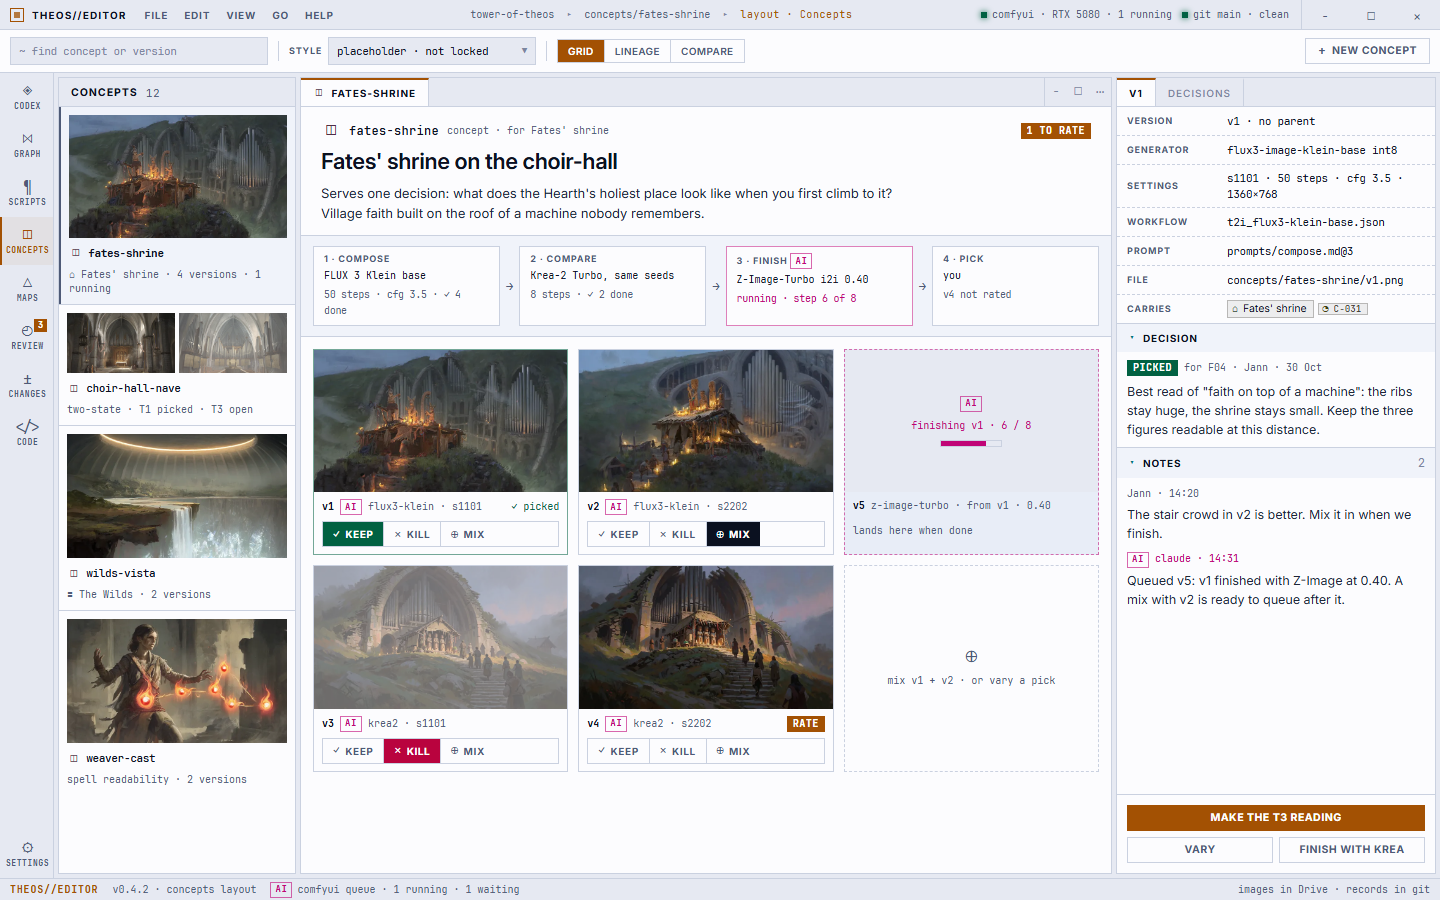 THEOS//EDITOR FILE EDIT VIEW GO HELP tower-of-theos ▸ concepts/fates-shrine ▸ layout · Concepts comfyui · RTX 5080 · 1 running git main · clean
~ find concept or version STYLE placeholder · not locked GRID LINEAGE COMPARE + NEW CONCEPT
CODEX
GRAPH
SCRIPTS
CONCEPTS
MAPS
3
REVIEW
CHANGES
</>
CODE
SETTINGS
CONCEPTS 12
fates-shrine
Fates' shrine · 4 versions · 1
running
choir-hall-nave
two-state · T1 picked · T3 open
wilds-vista
The Wilds · 2 versions
weaver-cast
spell readability · 2 versions
FATES-SHRINE
fates-shrine concept · for Fates' shrine 1 TO RATE
Fates' shrine on the choir-hall
Serves one decision: what does the Hearth's holiest place look like when you first climb to it?
Village faith built on the roof of a machine nobody remembers.
1 · COMPOSE
FLUX 3 Klein base
50 steps · cfg 3.5 · ✓ 4
done
→
2 · COMPARE
Krea-2 Turbo, same seeds
8 steps · ✓ 2 done
→
3 · FINISH AI
Z-Image-Turbo i2i 0.40
running · step 6 of 8
→
4 · PICK
you
v4 not rated
v1 AI flux3-klein · s1101 ✓ picked
✓ KEEP × KILL ⊕ MIX
v2 AI flux3-klein · s2202
✓ KEEP × KILL ⊕ MIX
AI
finishing v1 · 6 / 8
v5 z-image-turbo · from v1 · 0.40
lands here when done
v3 AI krea2 · s1101
✓ KEEP × KILL ⊕ MIX
v4 AI krea2 · s2202 RATE
✓ KEEP × KILL ⊕ MIX
⊕
mix v1 + v2 · or vary a pick
V1 DECISIONS
VERSION v1 · no parent
GENERATOR flux3-image-klein-base int8
SETTINGS s1101 · 50 steps · cfg 3.5 ·
1360×768
WORKFLOW t2i_flux3-klein-base.json
PROMPT prompts/compose.md@3
FILE concepts/fates-shrine/v1.png
CARRIES Fates' shrine C-031
DECISION
PICKED for F04 · Jann · 30 Oct
Best read of "faith on top of a machine": the ribs
stay huge, the shrine stays small. Keep the three
figures readable at this distance.
NOTES 2
Jann · 14:20
The stair crowd in v2 is better. Mix it in when we
finish.
AI claude · 14:31
Queued v5: v1 finished with Z-Image at 0.40. A
mix with v2 is ready to queue after it.
MAKE THE T3 READING
VARY FINISH WITH KREA
THEOS//EDITOR v0.4.2 · concepts layout AI comfyui queue · 1 running · 1 waiting images in Drive · records in git